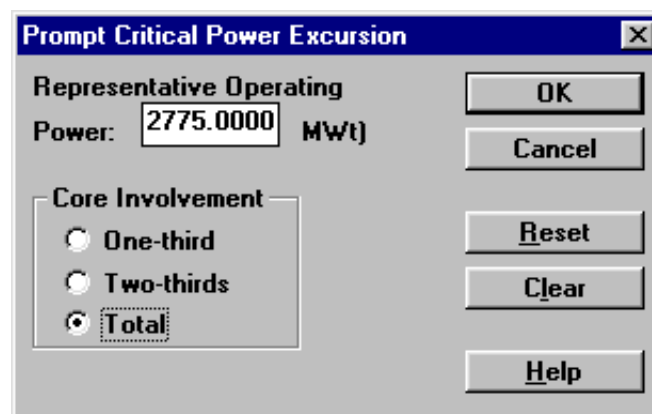 Prompt Critical Power Excursion
Representative Operating
Power: 2775.0000 MWt)
Core Involvement
One-third
Two-thirds
Total
OK
Cancel
Reset
Clear
Help